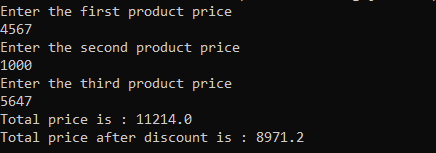 Enter the first product price
4567
Enter the second product price
1000
Enter the third product price
5647
Total price is : 11214.0
Total price after discount is : 8971.2